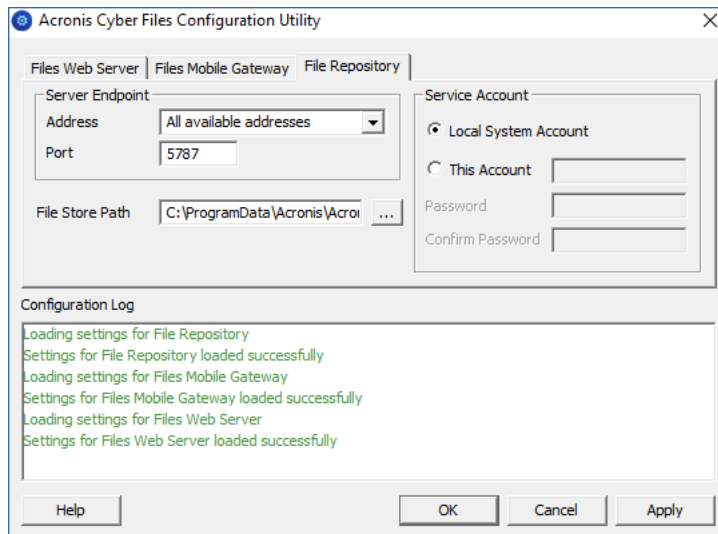 Acronis Cyber Files Configuration Utility
Files Web Server
Files Mobile Gateway
File Repository
Server Endpoint
Address
All available addresses
Port
5787
File Store Path
C:\ProgramData\Acronis\Acro
...
Service Account
Local System Account
This Account
Password
Confirm Password
Configuration Log
Loading settings for File Repository
Settings for File Repository loaded successfully
Loading settings for Files Mobile Gateway
Settings for Files Mobile Gateway loaded successfully
Loading settings for Files Web Server
Settings for Files Web Server loaded successfully
Help
OK
Cancel
Apply